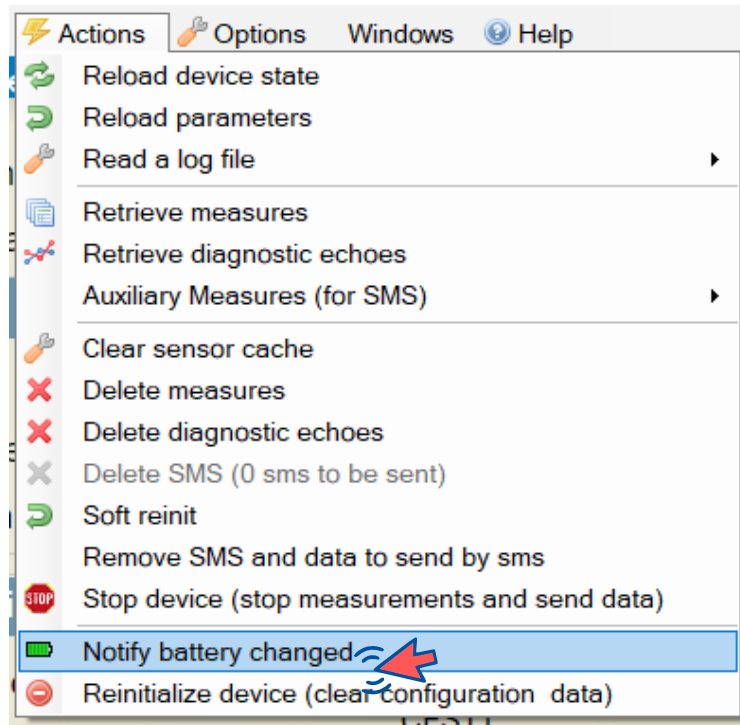 Actions Options Windows Help
Reload device state
Reload parameters
Read a log file
Retrieve measures
Retrieve diagnostic echoes
Auxiliary Measures (for SMS)
Clear sensor cache
Delete measures
Delete diagnostic echoes
Delete SMS (0 sms to be sent)
Soft reinit
Remove SMS and data to send by sms
STOP Stop device (stop measurements and send data)
Notify battery changed
Reinitialize device (clear configuration data)